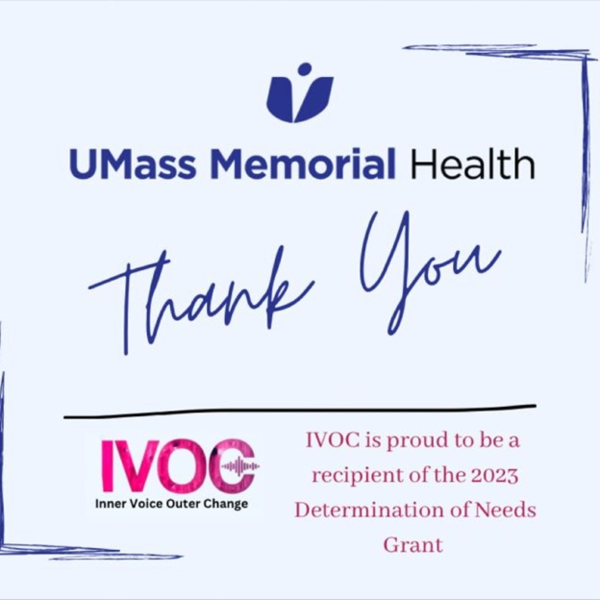 UMass Memorial Health
Thank You
IVOC
Inner Voice Outer Change
IVOC is proud to be a
recipient of the 2023
Determination of Needs
Grant